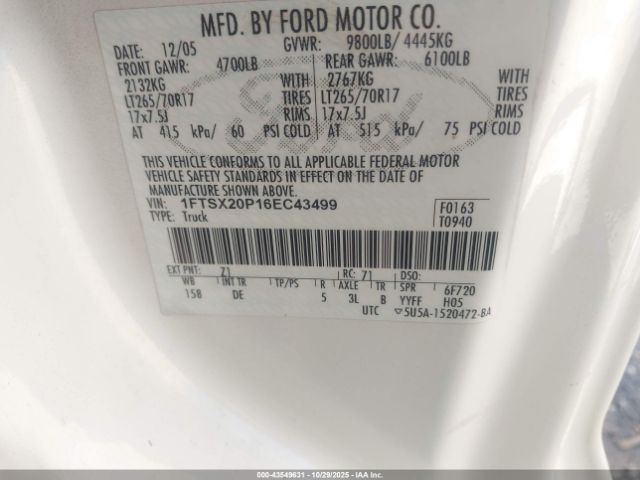 MFD. BY FORD MOTOR CO.
DATE: 12/05 GVWR: 9800LB/ 4445KG
FRONT GAWR: 4700LB REAR GAWR: 6100LB
2132KG WITH 2767KG WITH
LT265/70R17 TIRES LT265/70R17 TIRES
17x7.5J RIMS 17x7.5J RIMS
AT 415 kPa/ 60 PSI COLD AT 515 kPa/ 75 PSI COLD
Ford
THIS VEHICLE CONFORMS TO ALL APPLICABLE FEDERAL MOTOR
VEHICLE SAFETY STANDARDS IN EFFECT ON THE DATE OF
MANUFACTURE SHOWN ABOVE.
VIN: 1FTSX20P16EC43499 F0163
TYPE: Truck T0940
EXT PNT: Z1 RC: 71 DSO:
WB INT TR TP/PS R AXLE TR SPR 6F720
158 DE 5 3L B YYFF H05
UTC ▽5U5A-1520472-BA
000-43549631 - 10/29/2025 - IAAI.com